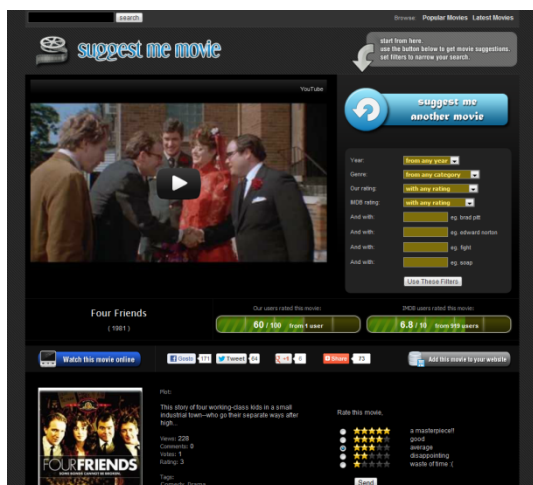 search
Browse: Popular Movies Latest Movies
suggest me movie
start from here.
use the button below to get movie suggestions.
set filters to narrow your search.
YouTube
suggest me
another movie
Year: from any year
Genre: from any category
Our rating: with any rating
IMDB rating: with any rating
And with: eg. brad pitt
And with: eg. edward norton
And with: eg. fight
And with: eg. soap
Use These Filters
Four Friends
( 1981 )
Our users rated this movie:
60 / 100 from 1 user
IMDB users rated this movie:
6.8 / 10 from 919 users
Watch this movie online
Gosto 171
Tweet 64
+1 6
Share 73
Add this movie to your website
Plot:
This story of four working-class kids in a small
industrial town--who go their separate ways after
high...
Views: 228
Comments: 0
Votes: 1
Rating: 3
Tags:
Comedy, Drama
FOUR FRIENDS
Rate this movie,
a masterpiece!!
good
average
disappointing
waste of time :(
Send